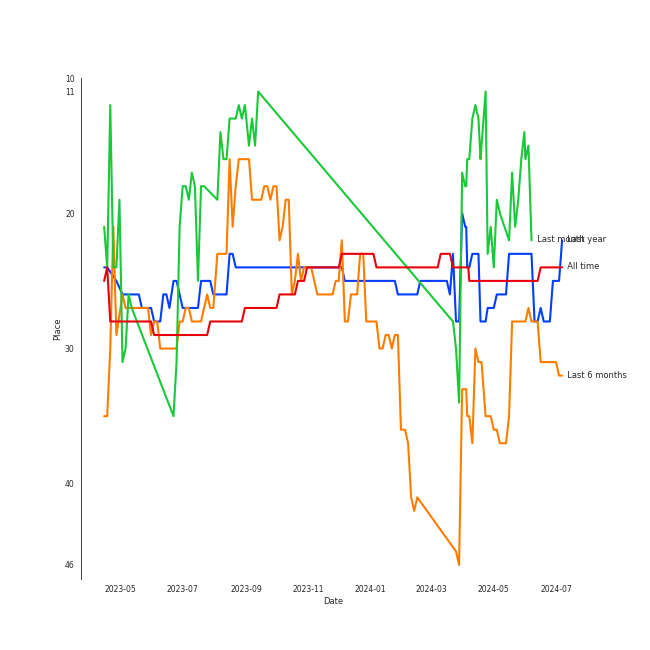 10
11
20
30
40
46
Place
Last month
Last year
All time
Last 6 months
2023-05 2023-07 2023-09 2023-11 2024-01 2024-03 2024-05 2024-07
Date